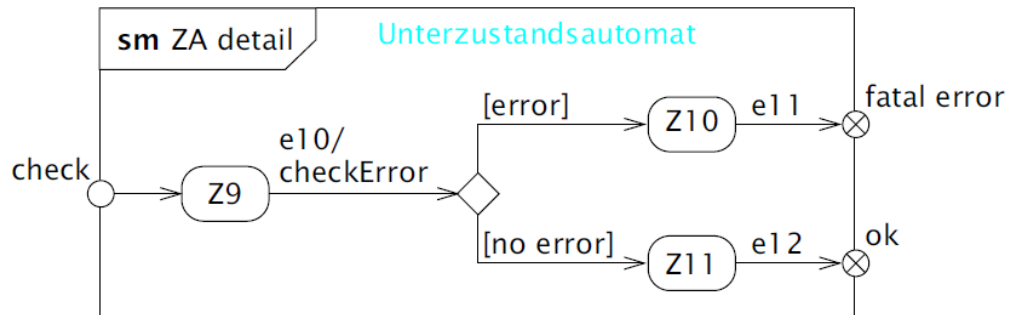 sm ZA detail
Unterzustandsautomat
fatal error
[error]
Z10
e11
e10/
checkError
check
Z9
[no error]
Z11
e12
ok